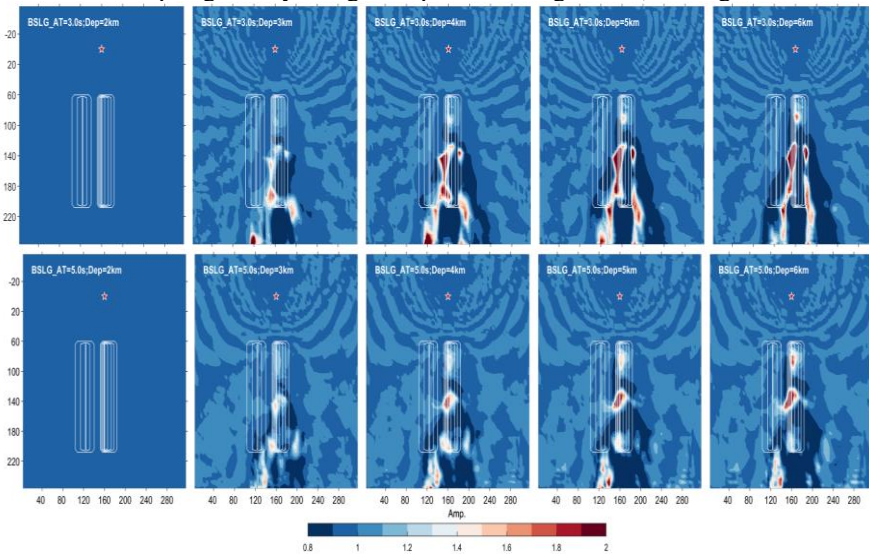 BSLG_AT=3.0s;Dep=2km BSLG_AT=3.0s;Dep=3km BSLG_AT=3.0s;Dep=4km BSLG_AT=3.0s;Dep=5km BSLG_AT=3.0s;Dep=6km
-20
20
60
100
140
180
220
BSLG_AT=5.0s;Dep=2km BSLG_AT=5.0s;Dep=3km BSLG_AT=5.0s;Dep=4km BSLG_AT=5.0s;Dep=5km BSLG_AT=5.0s;Dep=6km
-20
20
60
100
140
180
220
40 80 120 160 200 240 280 40 80 120 160 200 240 280 40 80 120 160 200 240 280 40 80 120 160 200 240 280 40 80 120 160 200 240 280
Amp.
0.8 1 1.2 1.4 1.6 1.8 2